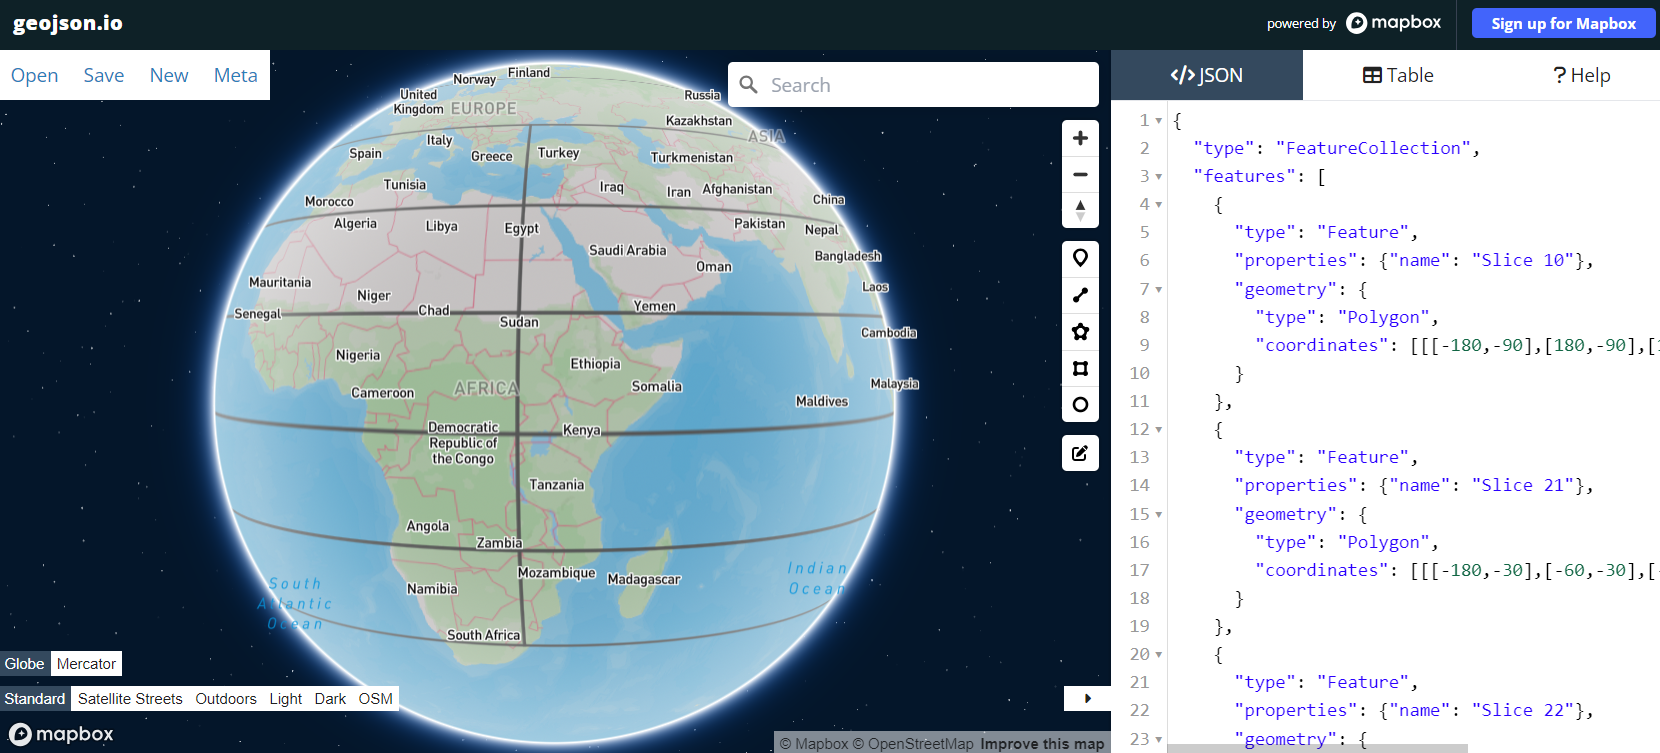 geojson.io
powered by mapbox
Sign up for Mapbox
Open Save New Meta
Search
JSON
Table
? Help
Norway
Finland
United
Kingdom
EUROPE
Russia
Kazakhstan
ASIA
Italy
Spain
Greece
Turkey
Turkmenistan
Tunisia
Iraq
Iran
Afghanistan
Morocco
China
Algeria
Libya
Egypt
Pakistan
Nepal
Saudi Arabia
Bangladesh
Oman
Mauritania
Niger
Laos
Senegal
Chad
Sudan
Yemen
Cambodia
Nigeria
Ethiopia
Cameroon
AFRICA
Somalia
Malaysia
Maldives
Democratic
Republic of
the Congo
Kenya
Tanzania
Angola
Zambia
Mozambique
Madagascar
Namibia
South Africa
South
Atlantic
Ocean
Indian
Ocean
Globe Mercator
Standard Satellite Streets Outdoors Light Dark OSM
mapbox
© Mapbox © OpenStreetMap Improve this map
1 {
2 "type": "FeatureCollection",
3 "features": [
4 {
5 "type": "Feature",
6 "properties": {"name": "Slice 10"},
7 "geometry": {
8 "type": "Polygon",
9 "coordinates": [[[-180,-90],[180,-90],[
10 }
11 },
12 {
13 "type": "Feature",
14 "properties": {"name": "Slice 21"},
15 "geometry": {
16 "type": "Polygon",
17 "coordinates": [[[-180,-30],[-60,-30],[
18 }
19 },
20 {
21 "type": "Feature",
22 "properties": {"name": "Slice 22"},
23 "geometry": {